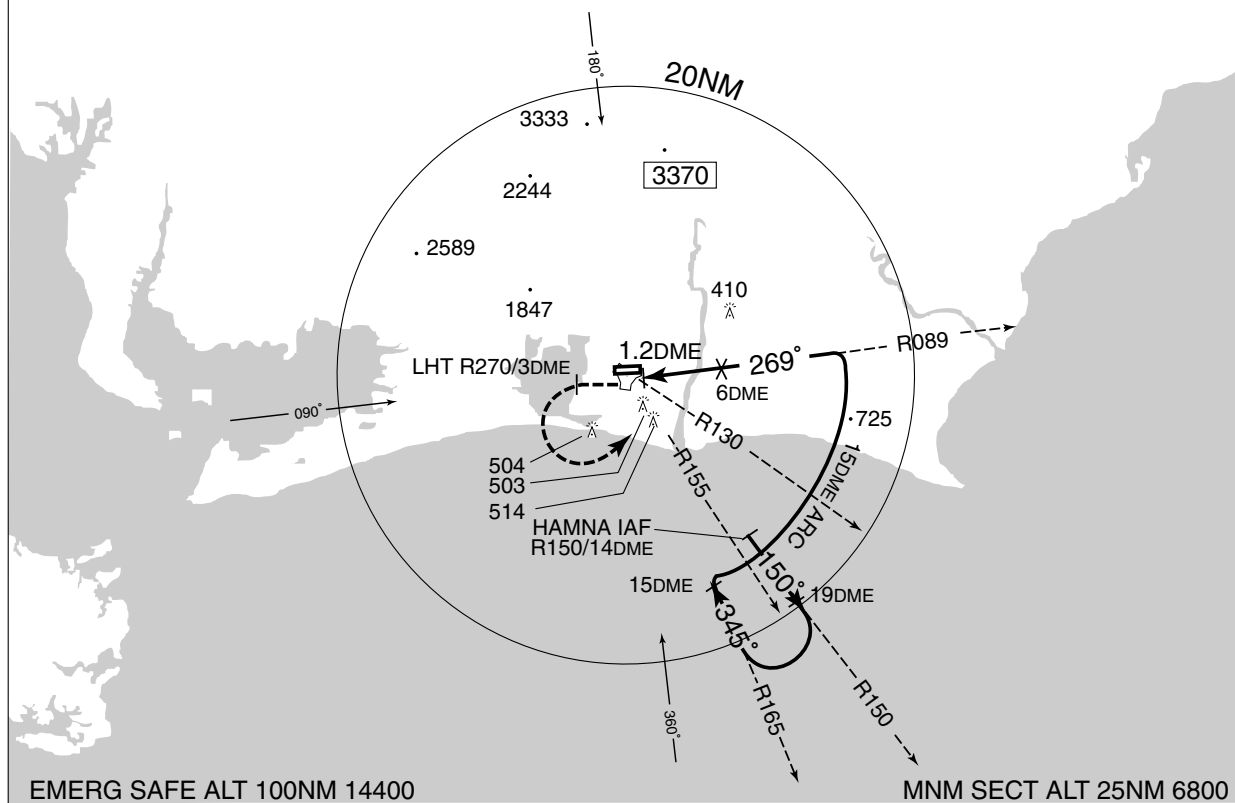 180°
20NM
3333
3370
2244
2589
410
1847
1.2DME
R089
LHT R270/3DME
269°
6DME
090°
R130
725
504
R155
503
15DME ARC
514
HAMNA IAF
R150/14DME
150°
15DME
19DME
345°
360°
R165
R150
EMERG SAFE ALT 100NM 14400
MNM SECT ALT 25NM 6800